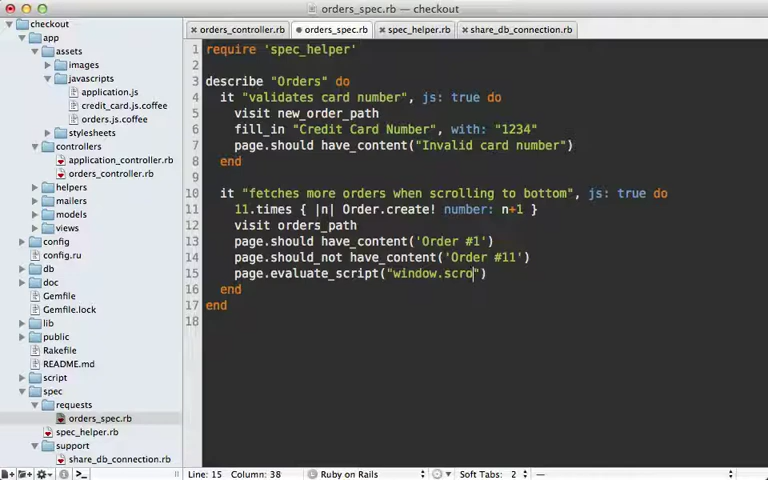 orders_spec.rb — checkout
checkout
app
assets
images
javascripts
application.js
credit_card.js.coffee
orders.js.coffee
stylesheets
controllers
application_controller.rb
orders_controller.rb
helpers
mailers
models
views
config
config.ru
db
doc
Gemfile
Gemfile.lock
lib
public
Rakefile
README.md
script
spec
requests
orders_spec.rb
spec_helper.rb
support
share_db_connection.rb
orders_controller.rb orders_spec.rb spec_helper.rb share_db_connection.rb
1 require 'spec_helper'
2
3 describe "Orders" do
4 it "validates card number", js: true do
5 visit new_order_path
6 fill_in "Credit Card Number", with: "1234"
7 page.should have_content("Invalid card number")
8 end
9
10 it "fetches more orders when scrolling to bottom", js: true do
11 11.times { |n| Order.create! number: n+1 }
12 visit orders_path
13 page.should have_content('Order #1')
14 page.should_not have_content('Order #11')
15 page.evaluate_script("window.scro")
16 end
17 end
18
Line: 15 Column: 38 Ruby on Rails Soft Tabs: 2 —